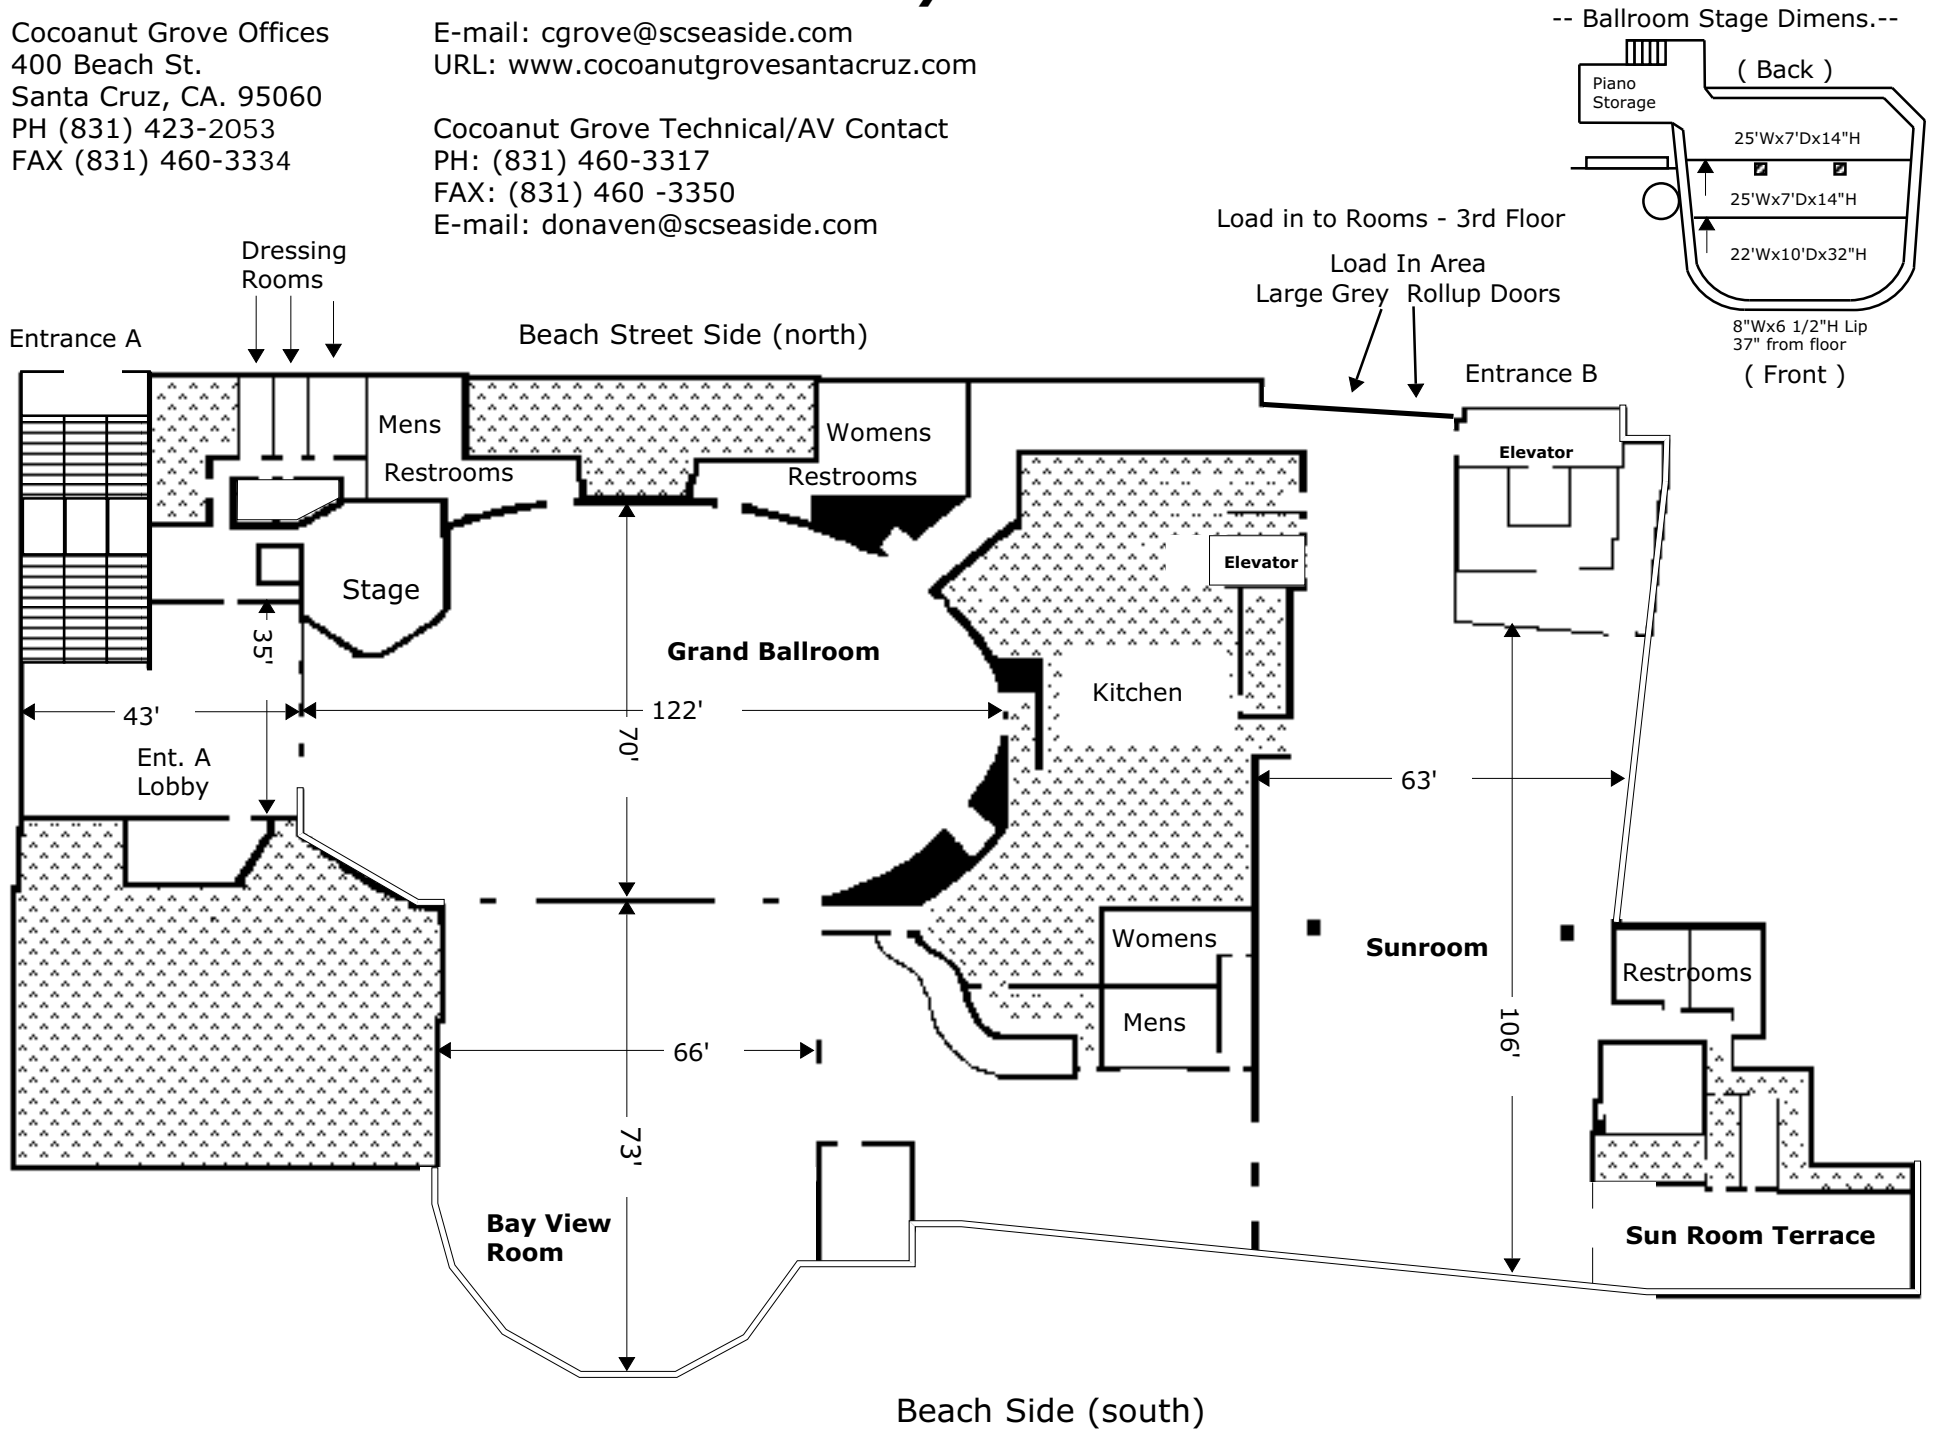 Cocoanut Grove Offices
400 Beach St.
Santa Cruz, CA. 95060
PH (831) 423-2053
FAX (831) 460-3334
E-mail: cgrove@scseaside.com
URL: www.cocoanutgrovesantacruz.com
Cocoanut Grove Technical/AV Contact
PH: (831) 460-3317
FAX: (831) 460 -3350
E-mail: donaven@scseaside.com
-- Ballroom Stage Dimens.--
( Back )
Piano
Storage
25'Wx7'Dx14"H
25'Wx7'Dx14"H
22'Wx10'Dx32"H
8"Wx6 1/2"H Lip
37" from floor
( Front )
Load in to Rooms - 3rd Floor
Load In Area
Large Grey Rollup Doors
Dressing
Rooms
Entrance A
Beach Street Side (north)
Entrance B
Mens
Restrooms
Womens
Restrooms
Elevator
Elevator
Stage
35'
Grand Ballroom
Kitchen
43'
122'
70'
Ent. A
Lobby
63'
Womens
Mens
Sunroom
Restrooms
106'
66'
73'
Bay View
Room
Sun Room Terrace
Beach Side (south)